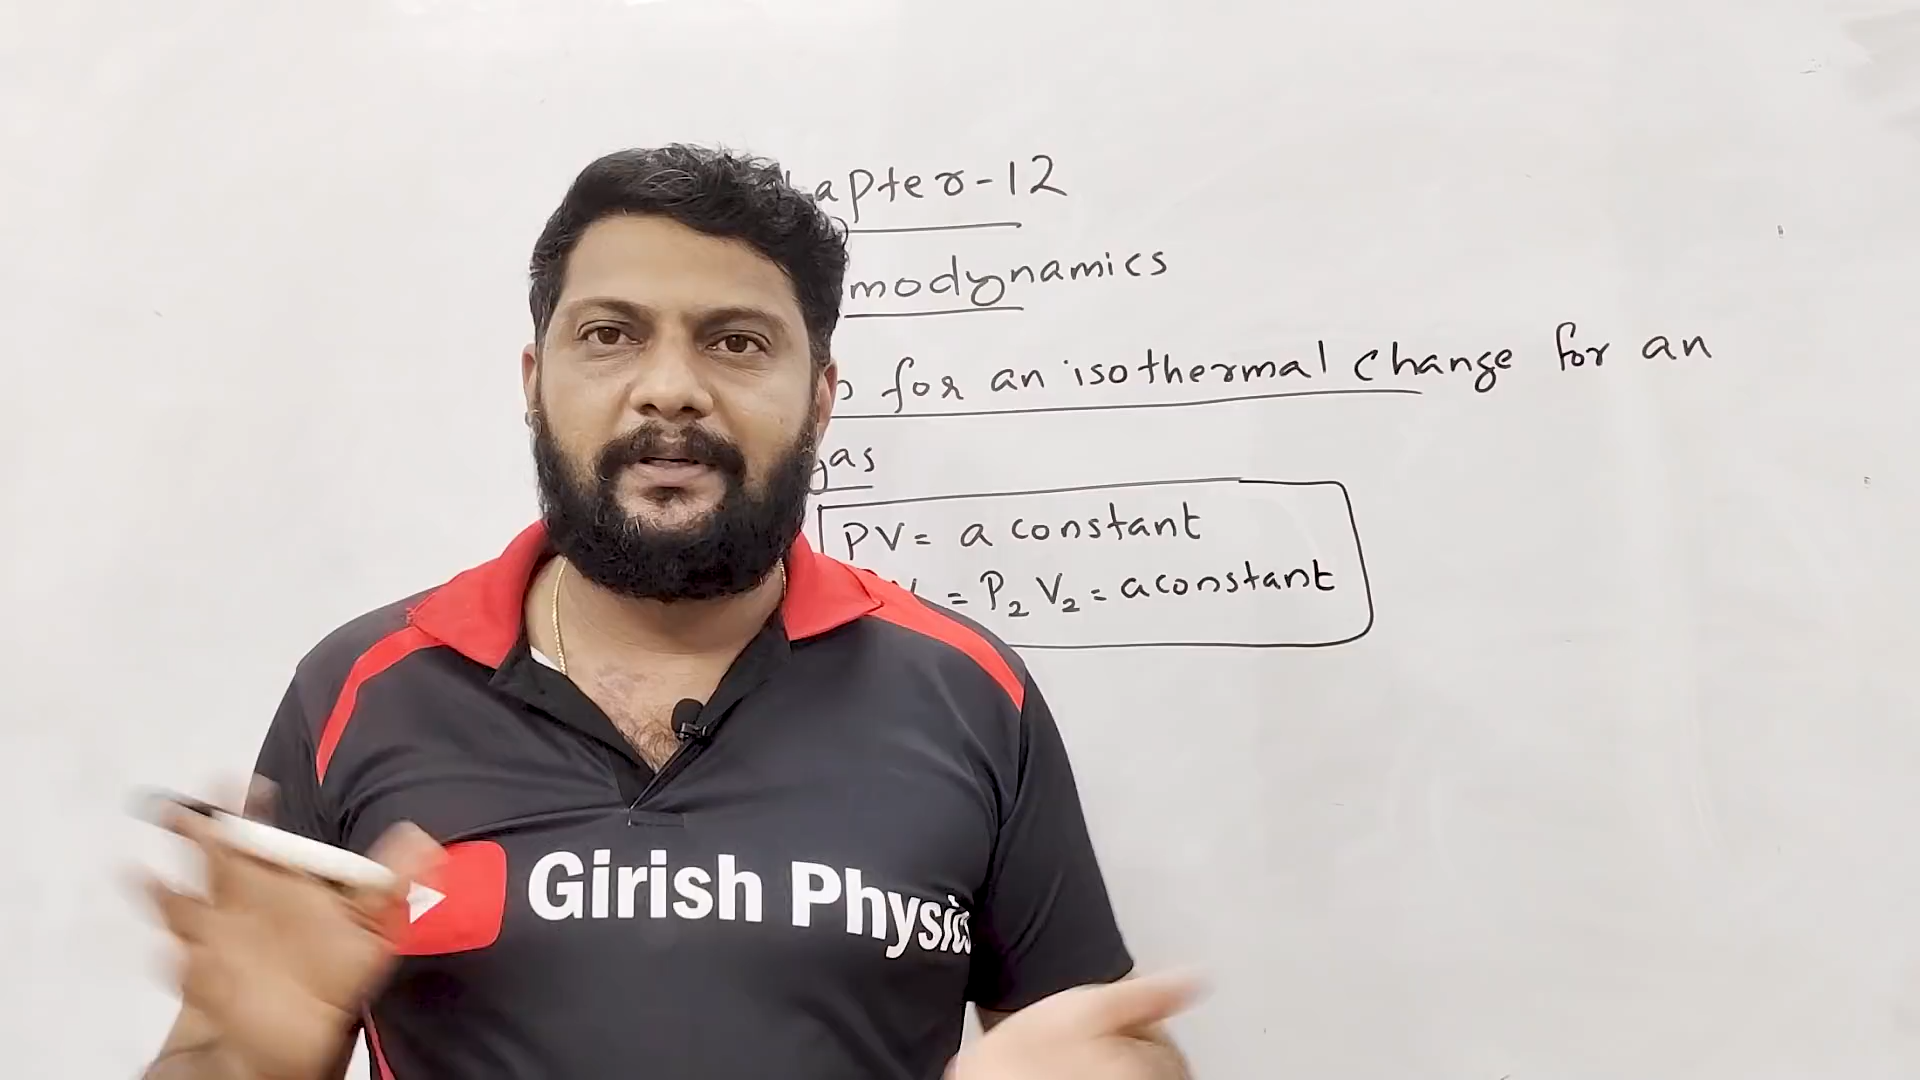 apter-12
modynamics
for an isothermal change for an
gas
PV = a constant
= P₂ V₂ = a constant
Girish Physics